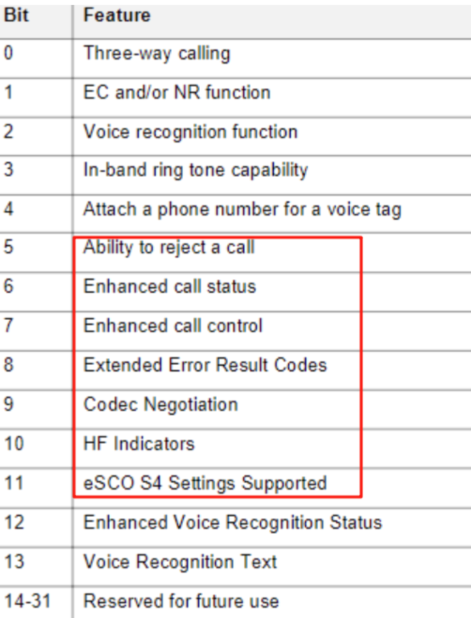 Bit Feature
0 Three-way calling
1 EC and/or NR function
2 Voice recognition function
3 In-band ring tone capability
4 Attach a phone number for a voice tag
5 Ability to reject a call
6 Enhanced call status
7 Enhanced call control
8 Extended Error Result Codes
9 Codec Negotiation
10 HF Indicators
11 eSCO S4 Settings Supported
12 Enhanced Voice Recognition Status
13 Voice Recognition Text
14-31 Reserved for future use